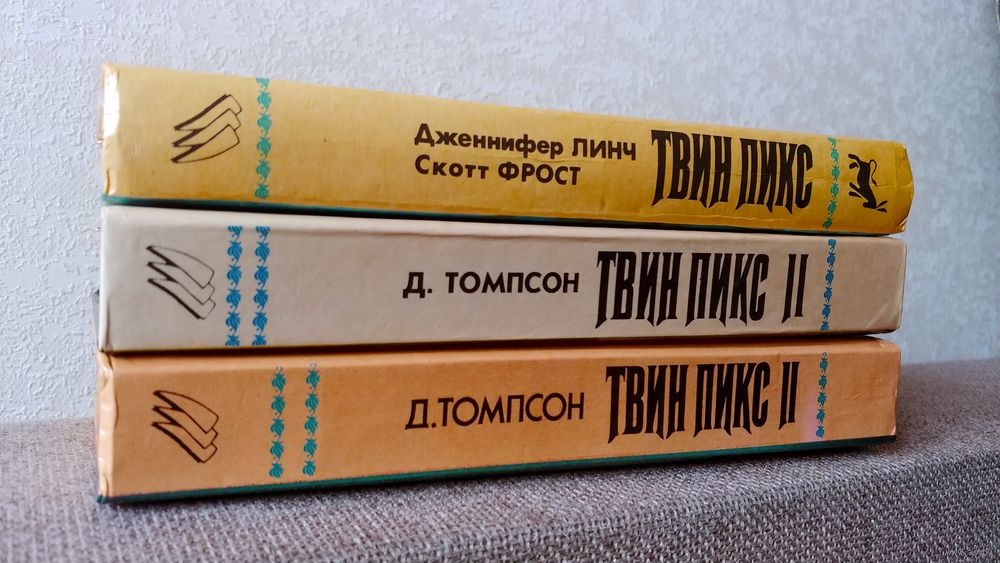 Дженнифер ЛИНЧ
Скотт ФРОСТ
ТВИН ПИКС
Д. ТОМПСОН
ТВИН ПИКС II
Д.ТОМПСОН
ТВИН ПИКС II